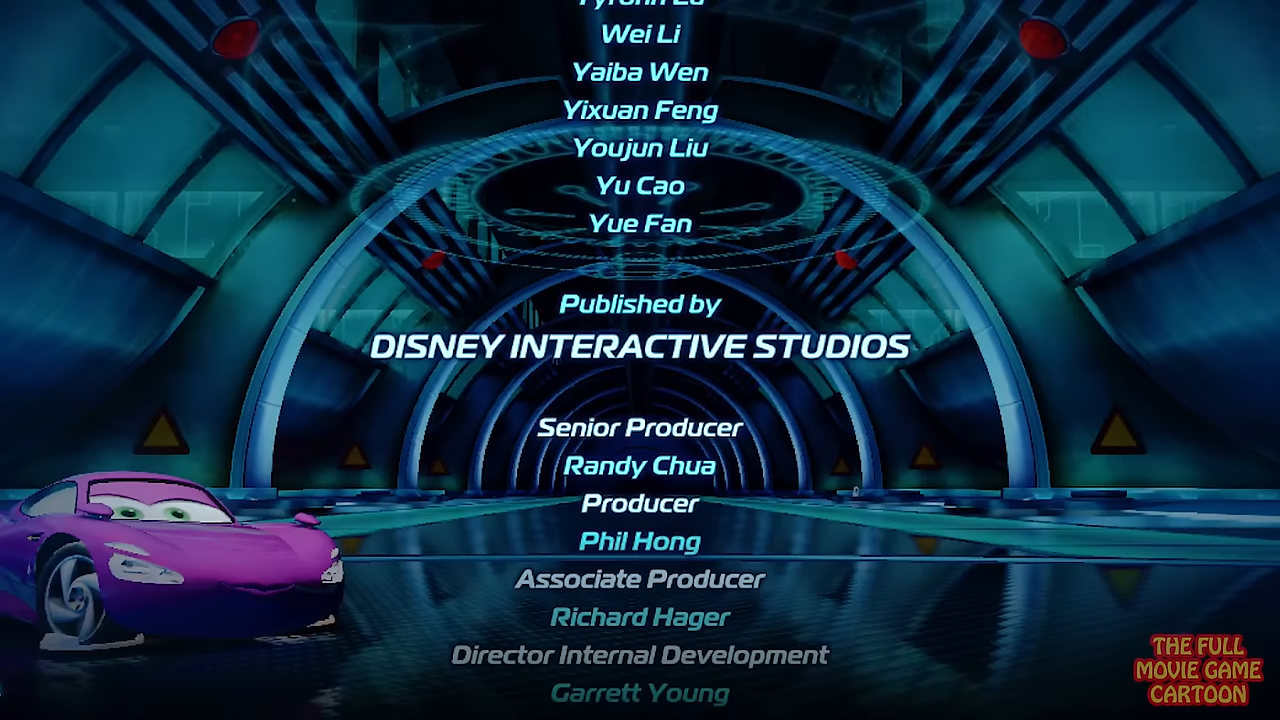 Wei Li
Yaiba Wen
Yixuan Feng
Youjun Liu
Yu Cao
Yue Fan
Published by
DISNEY INTERACTIVE STUDIOS
Senior Producer
Randy Chua
Producer
Phil Hong
Associate Producer
Richard Hager
Director Internal Development
Garrett Young
THE FULL
MOVIE GAME
CARTOON